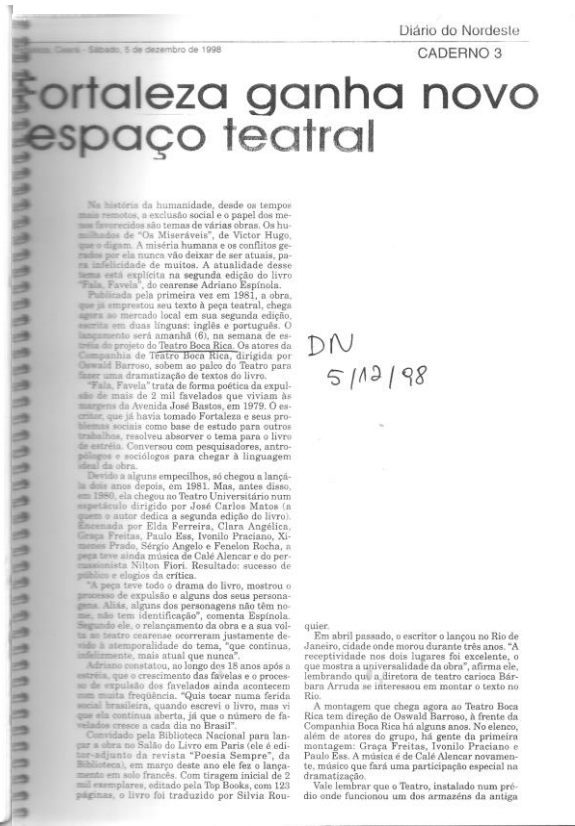 Diário do Nordeste
Ceará - Sábado, 5 de dezembro de 1998
CADERNO 3
Fortaleza ganha novo
espaço teatral
Na história da humanidade, desde os tempos
mais remotos, a exclusão social e o papel dos me-
nos favorecidos são temas de várias obras. Os hu-
milhados de "Os Miseráveis", de Victor Hugo,
que o digam. A miséria humana e os conflitos ge-
rados por ela nunca vão deixar de ser atuais, pa-
ra infelicidade de muitos. A atualidade desse
tema está explícita na segunda edição do livro
"Fala, Favela", do cearense Adriano Espínola.
Publicada pela primeira vez em 1981, a obra,
que já emprestou seu texto à peça teatral, chega
agora ao mercado local em sua segunda edição,
escrita em duas línguas: inglês e português. O
lançamento será amanhã (6), na semana de es-
tréia do projeto do Teatro Boca Rica. Os atores da
Companhia de Teatro Boca Rica, dirigida por
Oswald Barroso, sobem ao palco do Teatro para
fazer uma dramatização de textos do livro.
"Fala, Favela" trata de forma poética da expul-
são de mais de 2 mil favelados que viviam às
margens da Avenida José Bastos, em 1979. O es-
critor, que já havia tomado Fortaleza e seus pro-
blemas sociais como base de estudo para outros
trabalhos, resolveu absorver o tema para o livro
de estréia. Conversou com pesquisadores, antro-
pólogos e sociólogos para chegar à linguagem
ideal da obra.
Devido a alguns empecilhos, só chegou a lançá-
la dois anos depois, em 1981. Mas, antes disso,
em 1980, ela chegou ao Teatro Universitário num
espetáculo dirigido por José Carlos Matos (a
quem o autor dedica a segunda edição do livro).
Encenada por Elda Ferreira, Clara Angélica,
Graça Freitas, Paulo Ess, Ivonilo Praciano, Xi-
menes Prado, Sérgio Angelo e Fenelon Rocha, a
peça teve ainda música de Calé Alencar e do per-
cussionista Nilton Fiori. Resultado: sucesso de
público e elogios da crítica.
"A peça teve todo o drama do livro, mostrou o
processo de expulsão e alguns dos seus persona-
gens. Aliás, alguns dos personagens não têm no-
me, não tem identificação", comenta Espínola.
Segundo ele, o relançamento da obra e a sua vol-
ta ao teatro cearense ocorreram justamente de-
vido à atemporalidade do tema, "que continua,
infelizmente, mais atual que nunca".
Adriano constatou, ao longo dos 18 anos após a
estréia, que o crescimento das favelas e o proces-
so de expulsão dos favelados ainda acontecem
com muita freqüência. "Quis tocar numa ferida
social brasileira, quando escrevi o livro, mas vi
que ela continua aberta, já que o número de fa-
velados cresce a cada dia no Brasil".
Convidado pela Biblioteca Nacional para lan-
çar a obra no Salão do Livro em Paris (ele é edi-
tor-adjunto da revista "Poesia Sempre", da
Biblioteca), em março deste ano ele fez o lança-
mento em solo francês. Com tiragem inicial de 2
mil exemplares, editado pela Top Books, com 123
páginas, o livro foi traduzido por Silvia Rou-
DN
5/12/98
quier.
Em abril passado, o escritor o lançou no Rio de
Janeiro, cidade onde morou durante três anos. "A
receptividade nos dois lugares foi excelente, o
que mostra a universalidade da obra", afirma ele,
lembrando que a diretora de teatro carioca Bár-
bara Arruda se interessou em montar o texto no
Rio.
A montagem que chega agora ao Teatro Boca
Rica tem direção de Oswald Barroso, à frente da
Companhia Boca Rica há alguns anos. No elenco,
além de atores do grupo, há gente da primeira
montagem: Graça Freitas, Ivonilo Praciano e
Paulo Ess. A música é de Calé Alencar novamen-
te, músico que fará uma participação especial na
dramatização.
Vale lembrar que o Teatro, instalado num pré-
dio onde funcionou um dos armazéns da antiga